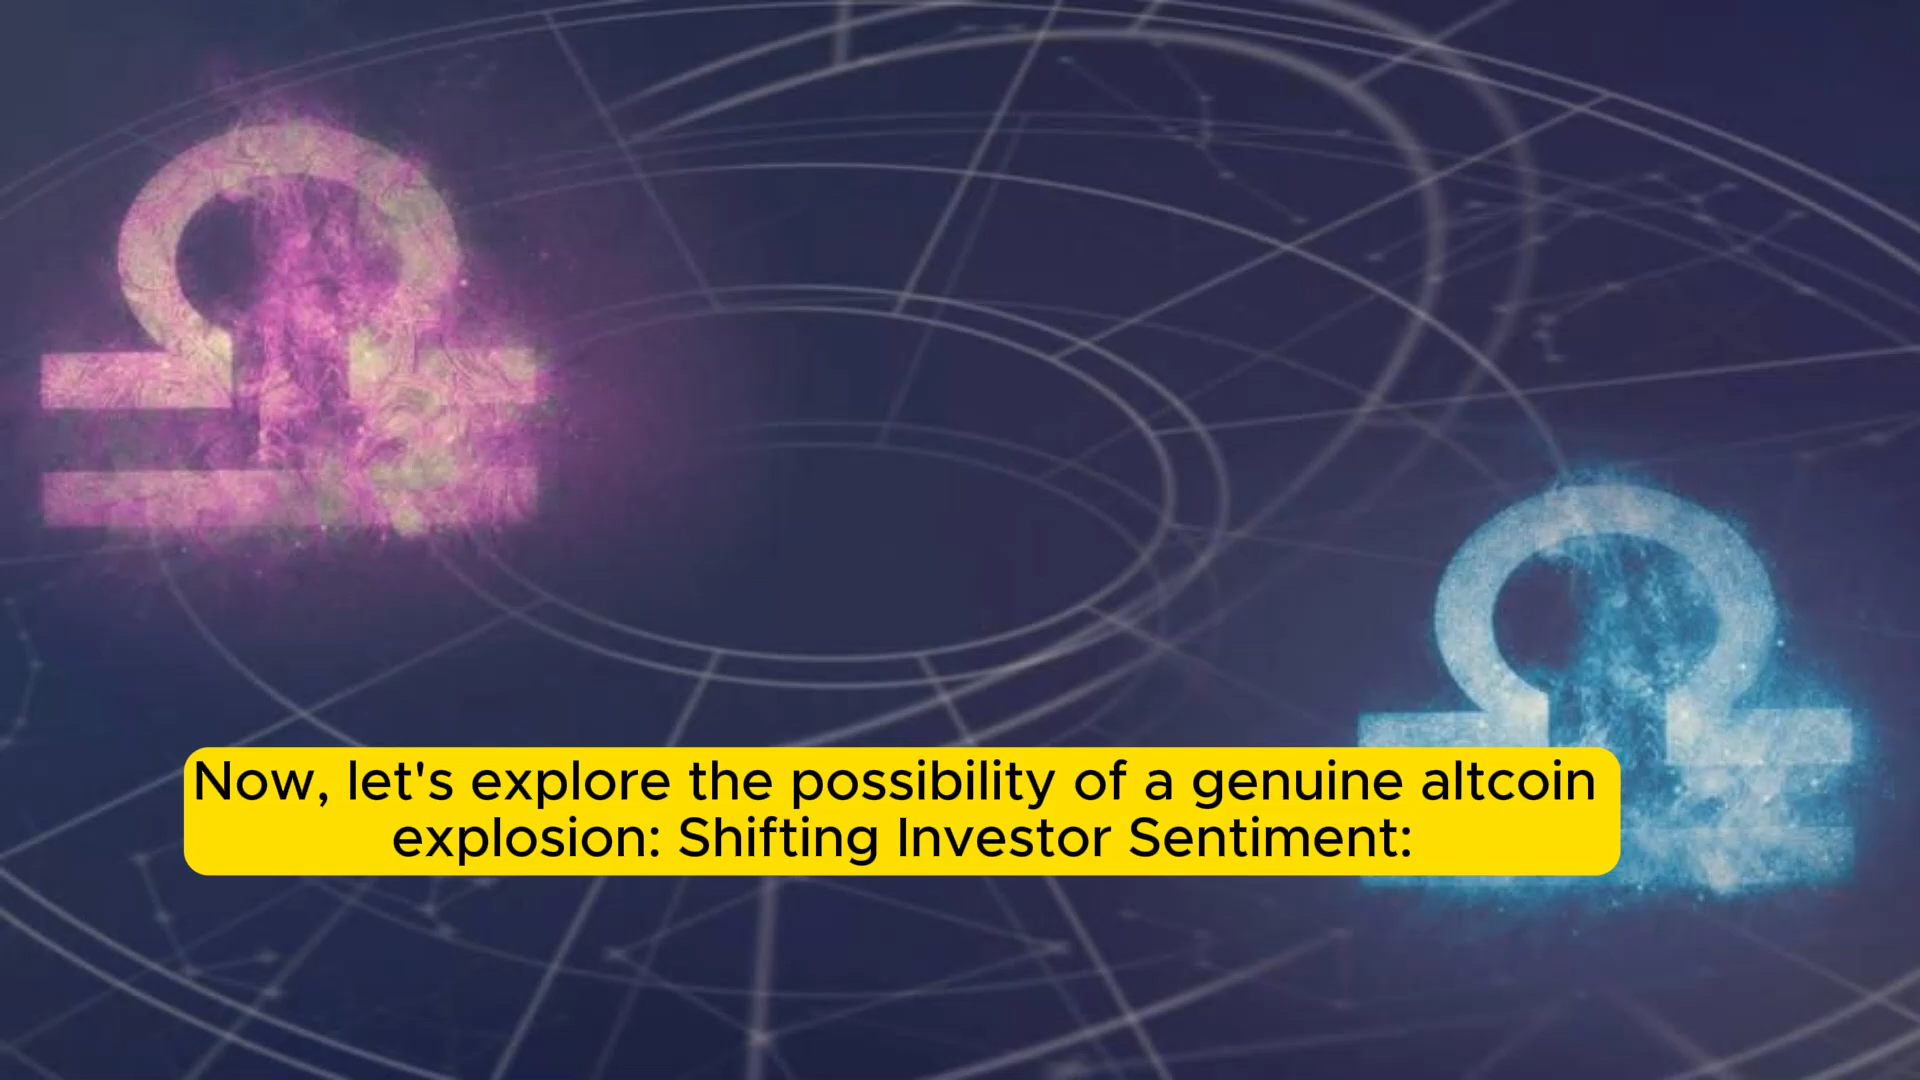 Now, let's explore the possibility of a genuine altcoin
explosion: Shifting Investor Sentiment: